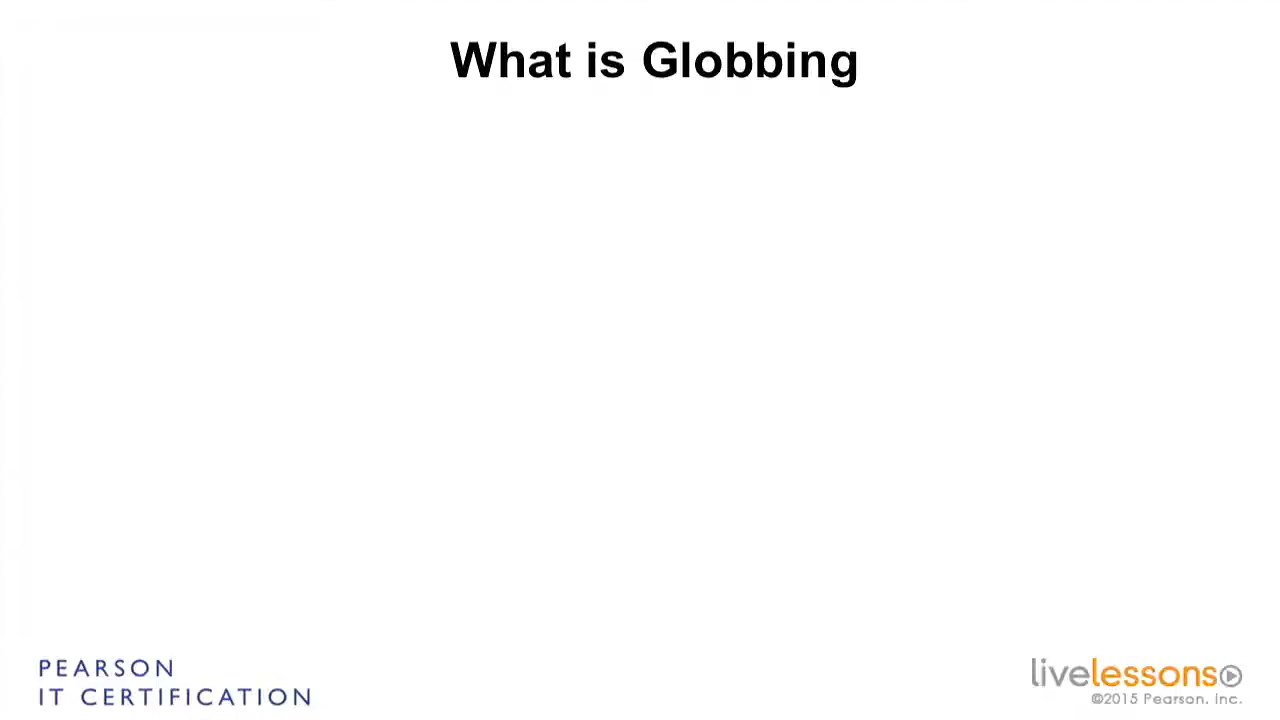 What is Globbing
PEARSON
IT CERTIFICATION
livelessons
©2015 Pearson, Inc.